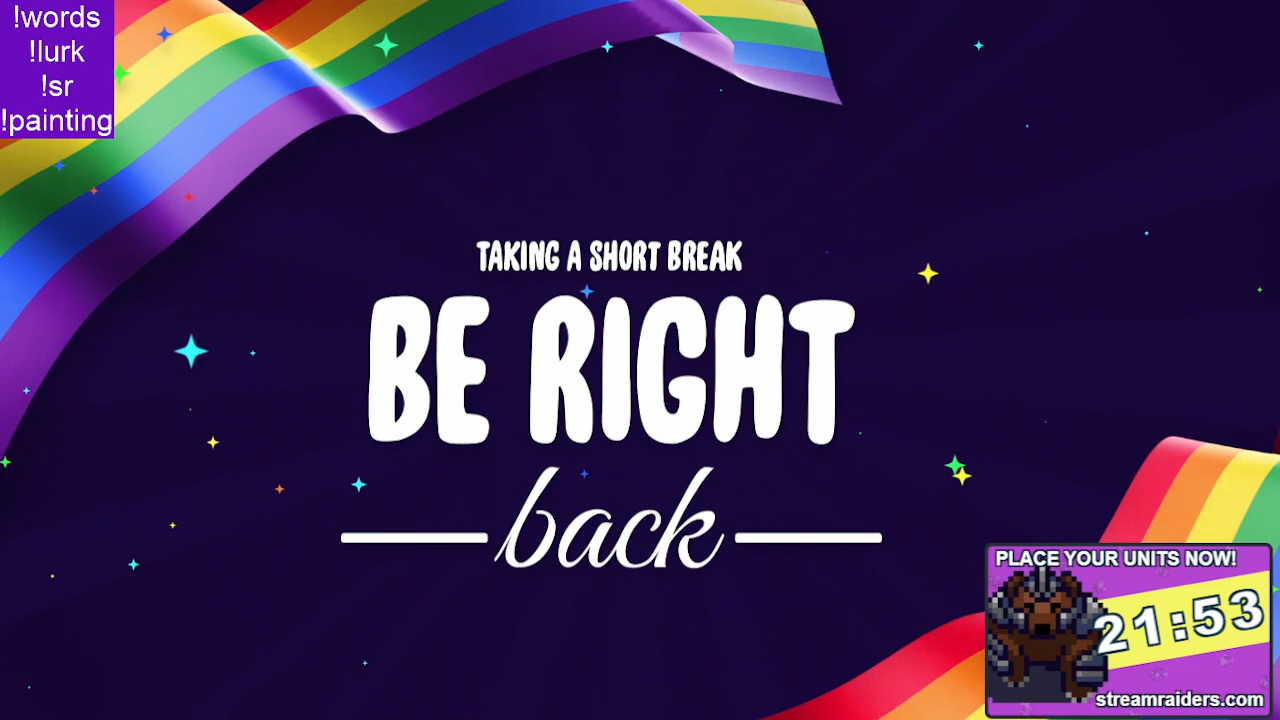 !words
!lurk
!sr
!painting
TAKING A SHORT BREAK
BE RIGHT
back
PLACE YOUR UNITS NOW!
21:53
streamraiders.com